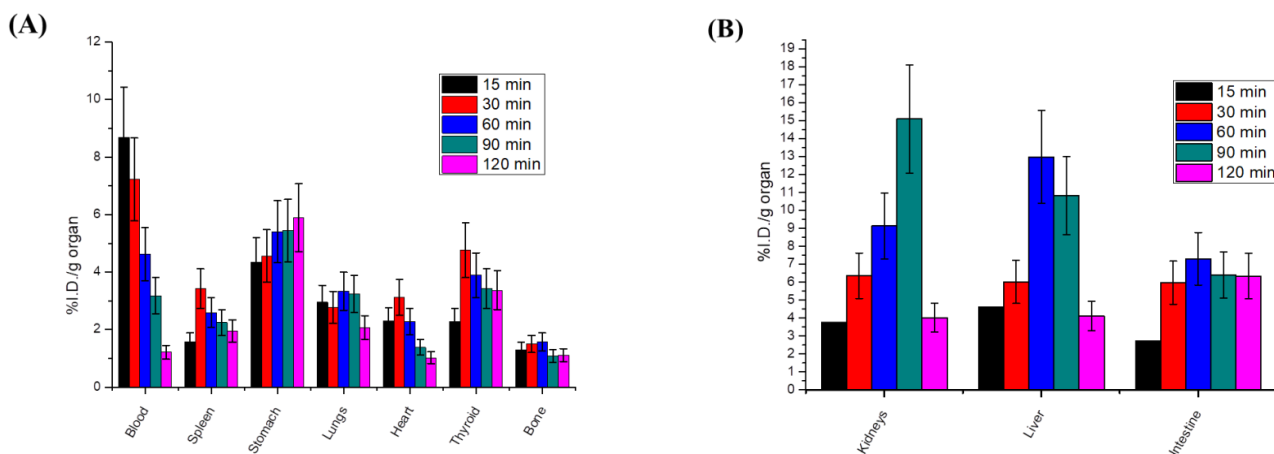 (A)
12
10
8
6
4
2
0
%I.D./g organ
15 min
30 min
60 min
90 min
120 min
Blood
Spleen
Stomach
Lungs
Heart
Thyroid
Bone
(B)
19
18
17
16
15
14
13
12
11
10
9
8
7
6
5
4
3
2
1
0
%I.D./g organ
15 min
30 min
60 min
90 min
120 min
Kidneys
Liver
Intestine